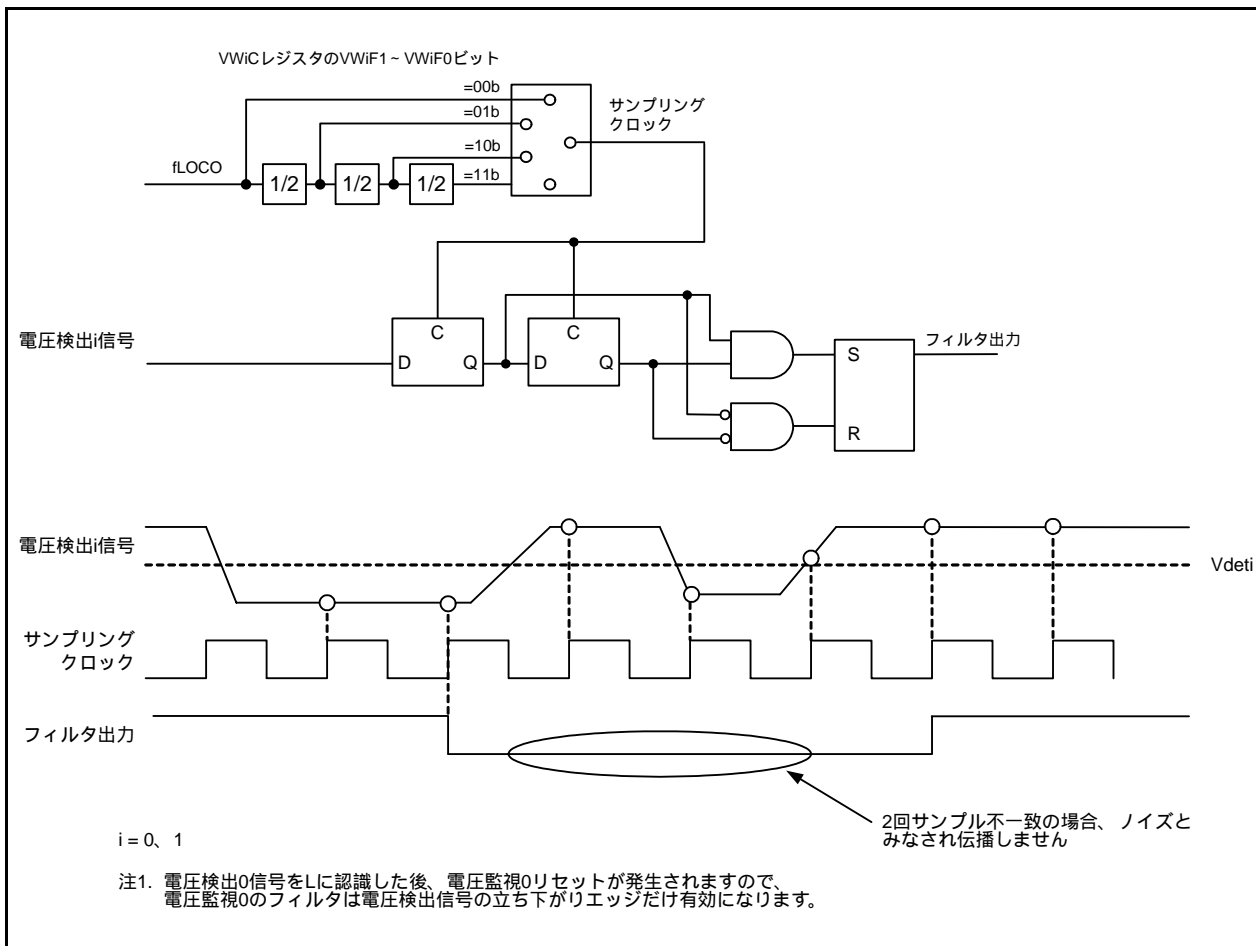 VWiCレジスタのVWiF1~VWiF0ビット
=00b
=01b
=10b
=11b
サンプリング
クロック
fLOCO
1/2
1/2
1/2
電圧検出i信号
C
D
Q
C
D
Q
S
R
フィルタ出力
電圧検出i信号
Vdeti
サンプリング
クロック
フィルタ出力
2回サンプル不一致の場合、ノイズと
みなされ伝播しません
i = 0、1
注1. 電圧検出0信号をLに認識した後、電圧監視0リセットが発生されますので、
電圧監視0のフィルタは電圧検出信号の立ち下がりエッジだけ有効になります。